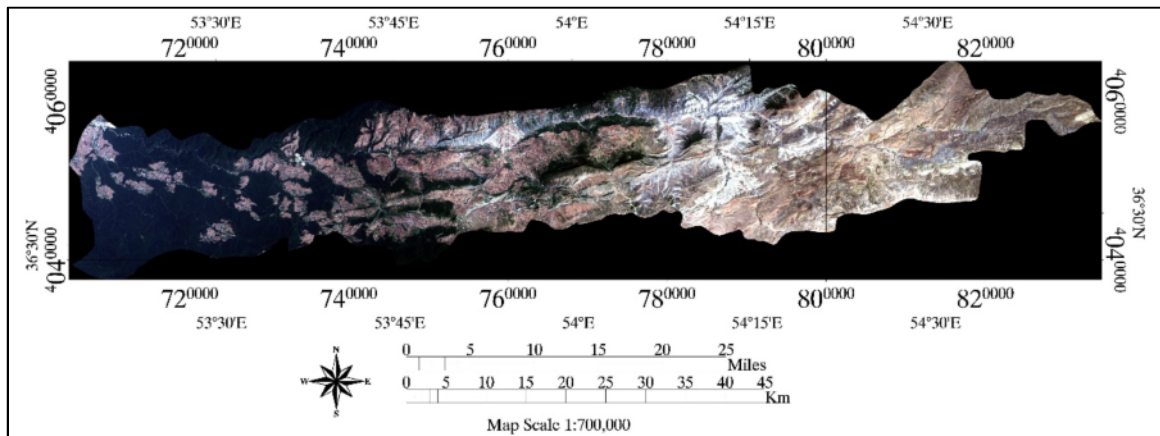 53°30'E 53°45'E 54°E 54°15'E 54°30'E
720000 740000 760000 780000 800000 820000
4060000 4060000
36°30'N 4040000 4040000 36°30'N
720000 740000 760000 780000 800000 820000
53°30'E 53°45'E 54°E 54°15'E 54°30'E
N
W E
S
0 5 10 15 20 25
Miles
0 5 10 15 20 25 30 35 40 45
Km
Map Scale 1:700,000